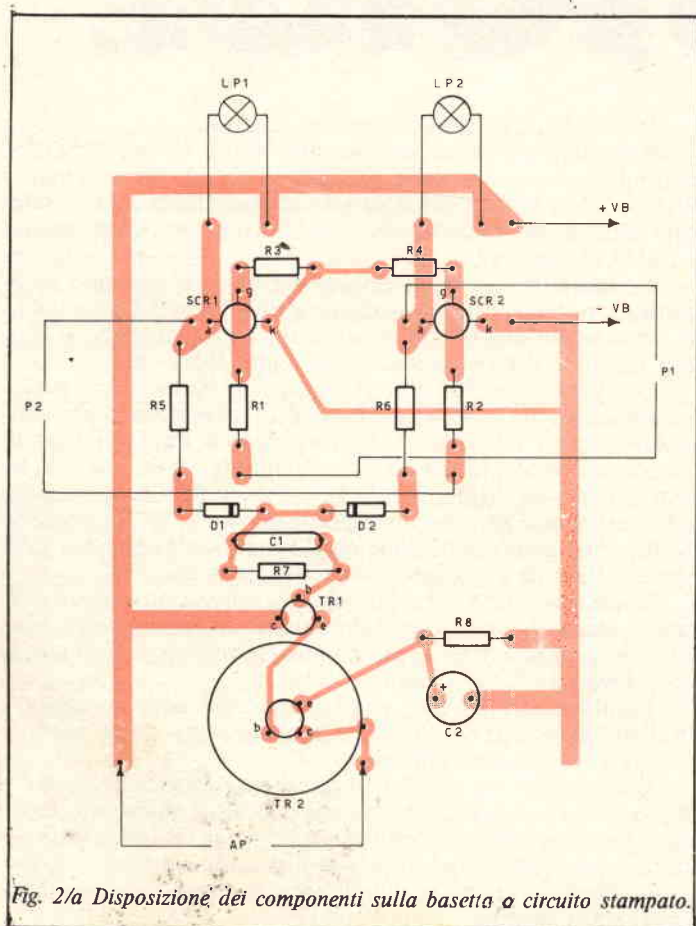 LP1 LP2
+ VB
R3 R4
g g
SCR1 SCR2
a k a k
- VB
P2 R5 R1 R6 R2 P1
D1 D2
C1
R7
b
TR1
c e
R8
+
e
b c
C2
TR2
AP
Fig. 2/a Disposizione dei componenti sulla basetta a circuito stampato.